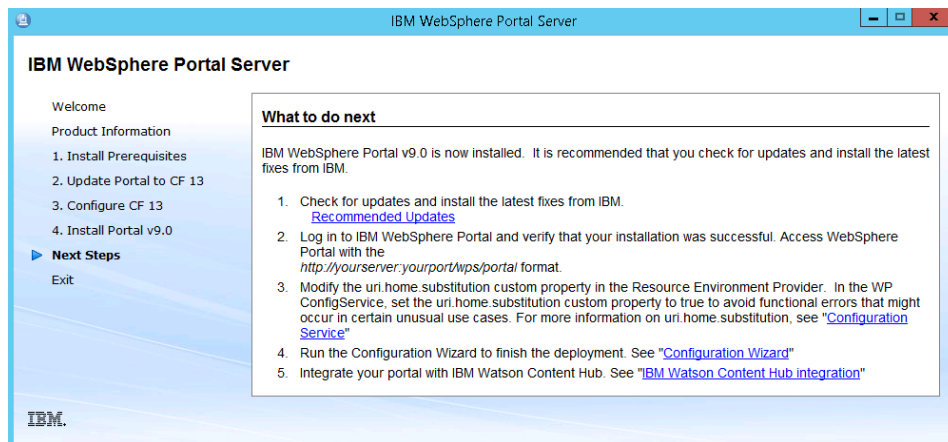 IBM WebSphere Portal Server
IBM WebSphere Portal Server
Welcome
Product Information
1. Install Prerequisites
2. Update Portal to CF 13
3. Configure CF 13
4. Install Portal v9.0
Next Steps
Exit
What to do next
IBM WebSphere Portal v9.0 is now installed.  It is recommended that you check for updates and install the latest
fixes from IBM.
1. Check for updates and install the latest fixes from IBM.
Recommended Updates
2. Log in to IBM WebSphere Portal and verify that your installation was successful. Access WebSphere
Portal with the
http://yourserver:yourport/wps/portal format.
3. Modify the uri.home.substitution custom property in the Resource Environment Provider.  In the WP
ConfigService, set the uri.home.substitution custom property to true to avoid functional errors that might
occur in certain unusual use cases. For more information on uri.home.substitution, see "Configuration
Service"
4. Run the Configuration Wizard to finish the deployment. See "Configuration Wizard"
5. Integrate your portal with IBM Watson Content Hub. See "IBM Watson Content Hub integration"
IBM.